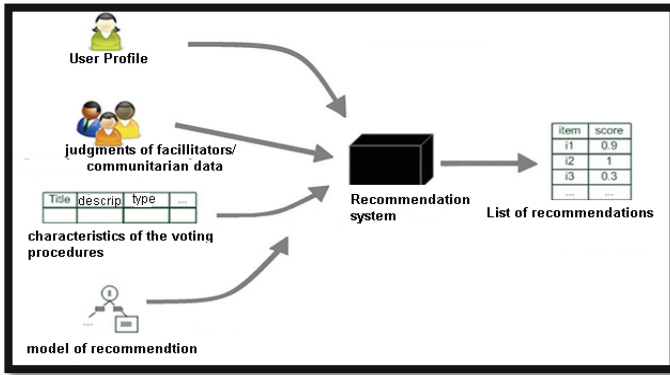 User Profile
judgments of facillitators/
communitarian data
Title descrip type ...
characteristics of the voting
procedures
model of recommendtion
Recommendation
system
item score
i1 0.9
i2 1
i3 0.3
... ...
List of recommendations